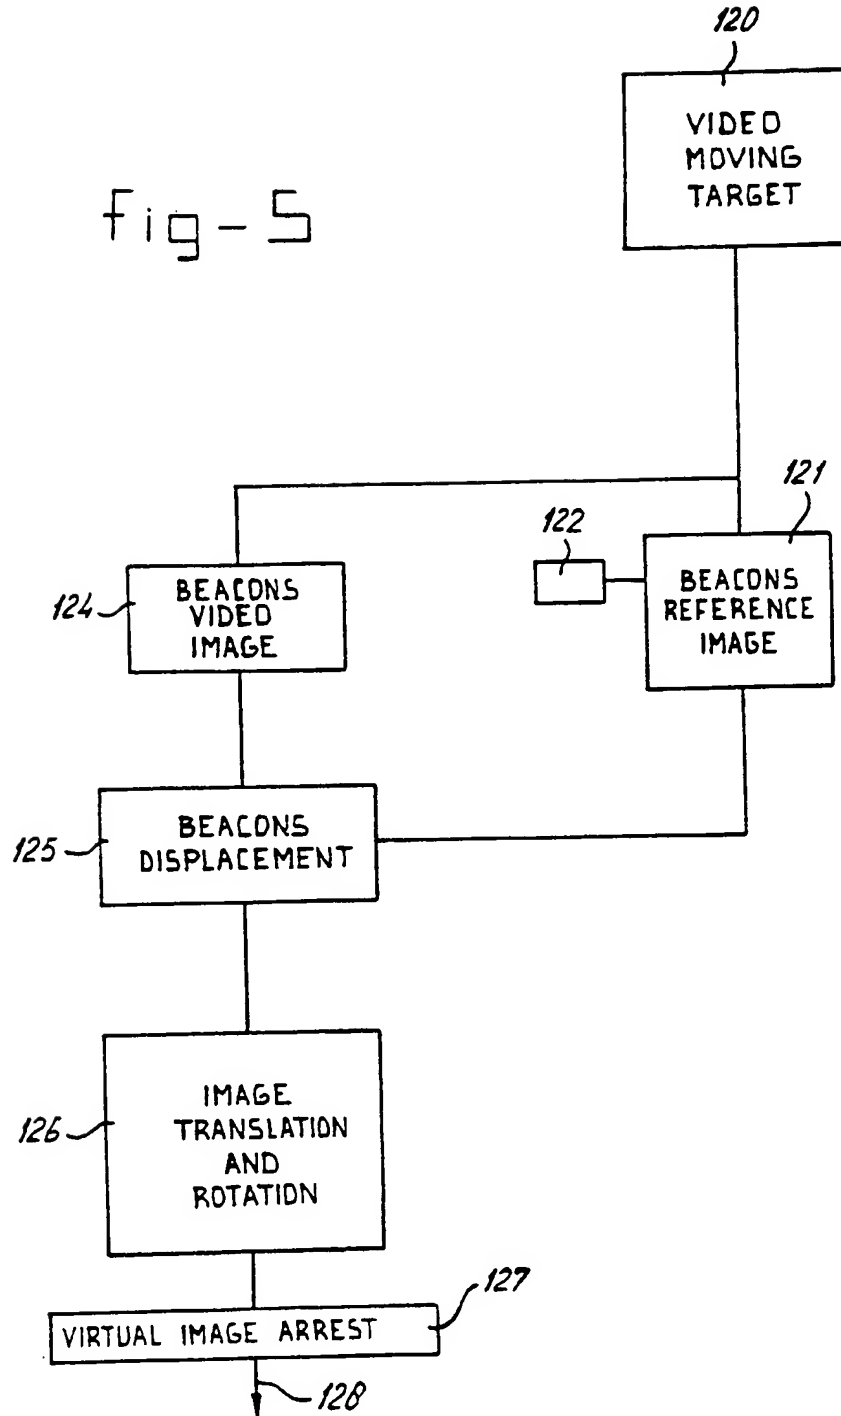 120
VIDEO
MOVING
TARGET
fig-5
121
122
BEACONS
REFERENCE
IMAGE
124
BEACONS
VIDEO
IMAGE
125
BEACONS
DISPLACEMENT
126
IMAGE
TRANSLATION
AND
ROTATION
127
VIRTUAL IMAGE ARREST
128